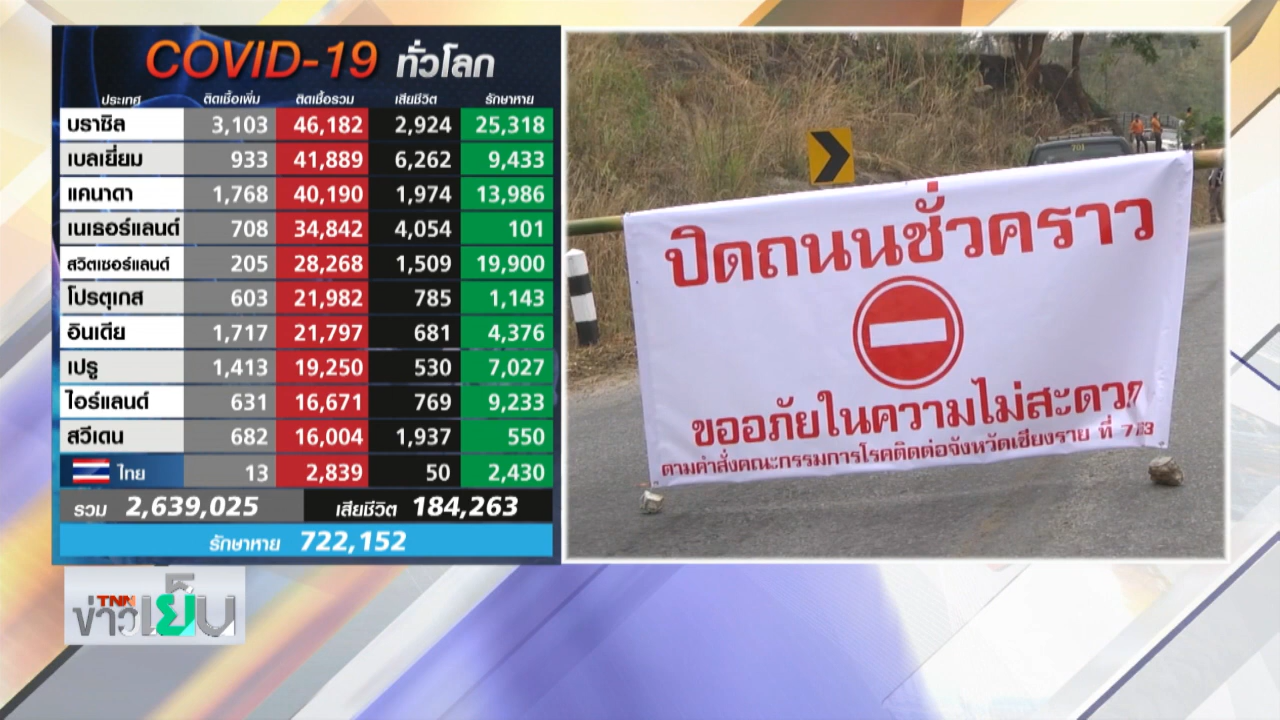 COVID-19 ทั่วโลก
ประเทศ ติดเชื้อเพิ่ม ติดเชื้อรวม เสียชีวิต รักษาหาย
บราซิล 3,103 46,182 2,924 25,318
เบลเยี่ยม 933 41,889 6,262 9,433
แคนาดา 1,768 40,190 1,974 13,986
เนเธอร์แลนด์ 708 34,842 4,054 101
สวิตเซอร์แลนด์ 205 28,268 1,509 19,900
โปรตุเกส 603 21,982 785 1,143
อินเดีย 1,717 21,797 681 4,376
เปรู 1,413 19,250 530 7,027
ไอร์แลนด์ 631 16,671 769 9,233
สวีเดน 682 16,004 1,937 550
ไทย 13 2,839 50 2,430
รวม 2,639,025 เสียชีวิต 184,263
รักษาหาย 722,152
TNN
ข่าวเย็น
701
ปิดถนนชั่วคราว
ขออภัยในความไม่สะดวก
ตามคำสั่งคณะกรรมการโรคติดต่อจังหวัดเชียงราย ที่